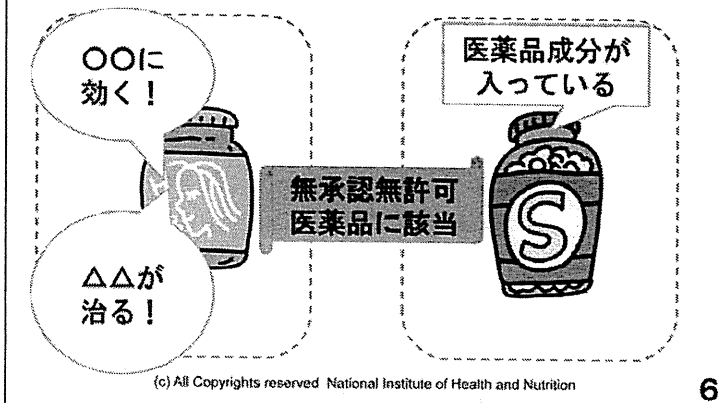 〇〇に
効く！
医薬品成分が
入っている
無承認無許可
医薬品に該当
S
△△が
治る！
(c) All Copyrights reserved National Institute of Health and Nutrition
6